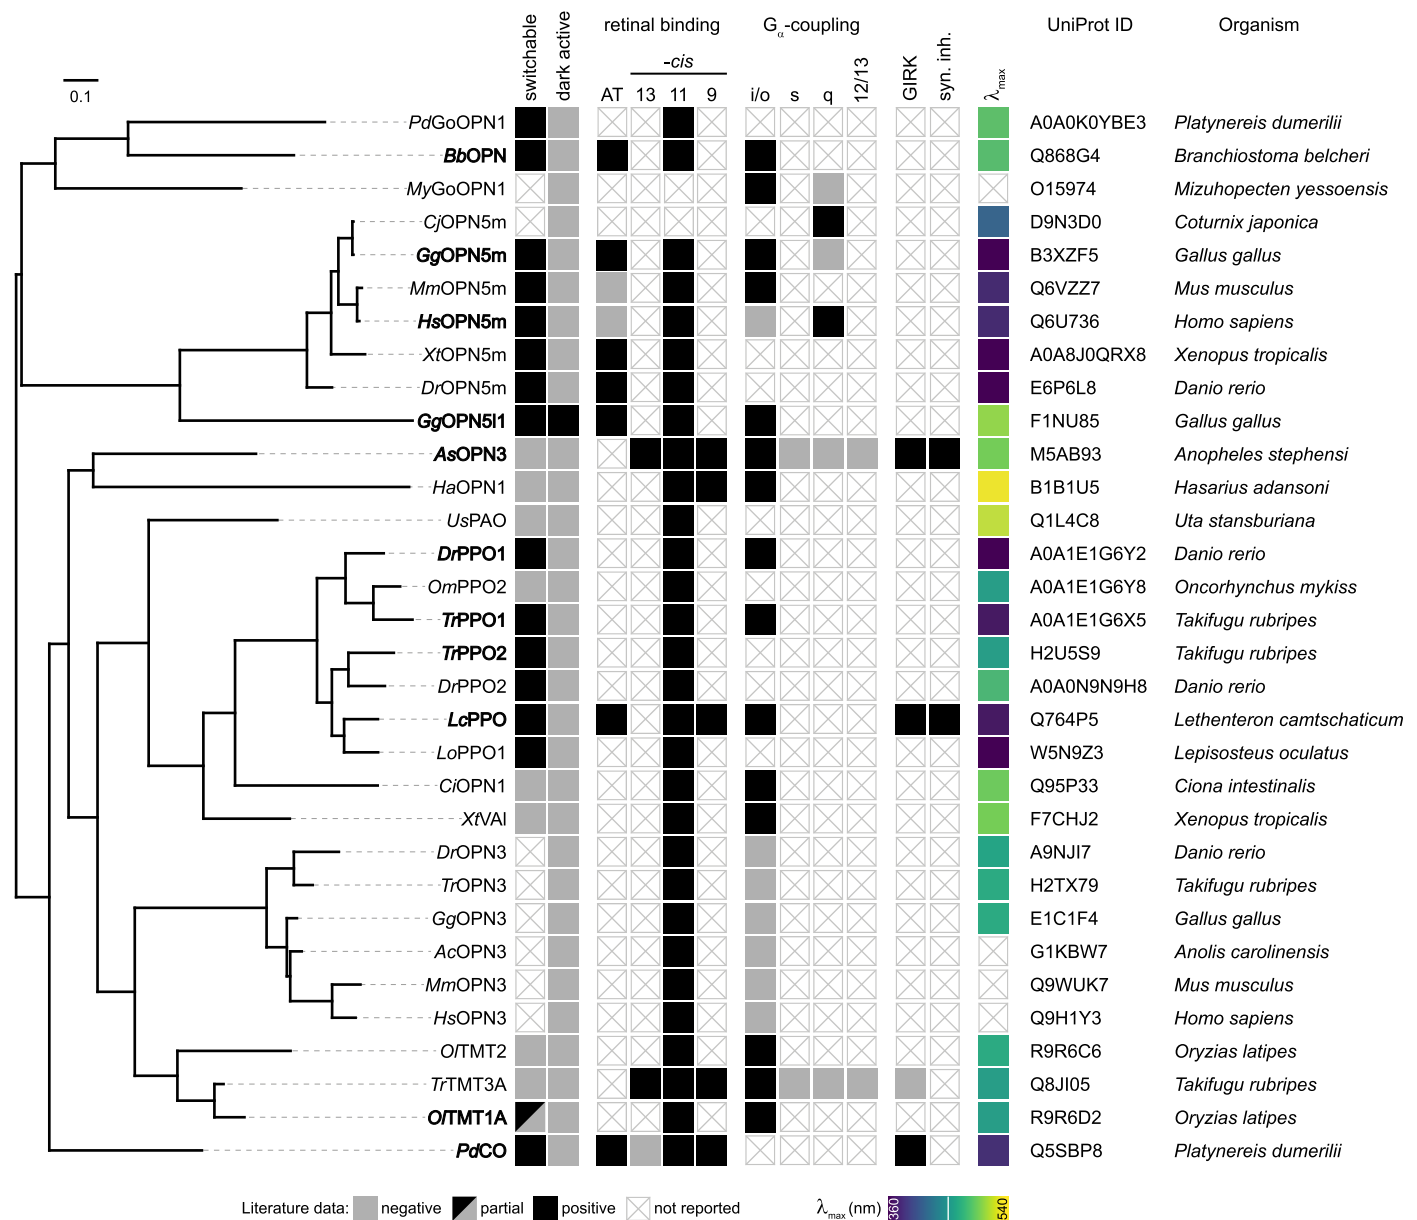 retinal binding Gα-coupling UniProt ID Organism
switchable dark active -cis GIRK syn. inh. λmax
0.1 AT 13 11 9 i/o s q 12/13
PdGoOPN1 A0A0K0YBE3 Platynereis dumerilii
BbOPN Q868G4 Branchiostoma belcheri
MyGoOPN1 O15974 Mizuhopecten yessoensis
CjOPN5m D9N3D0 Coturnix japonica
GgOPN5m B3XZF5 Gallus gallus
MmOPN5m Q6VZZ7 Mus musculus
HsOPN5m Q6U736 Homo sapiens
XtOPN5m A0A8J0QRX8 Xenopus tropicalis
DrOPN5m E6P6L8 Danio rerio
GgOPN5l1 F1NU85 Gallus gallus
AsOPN3 M5AB93 Anopheles stephensi
HaOPN1 B1B1U5 Hasarius adansoni
UsPAO Q1L4C8 Uta stansburiana
DrPPO1 A0A1E1G6Y2 Danio rerio
OmPPO2 A0A1E1G6Y8 Oncorhynchus mykiss
TrPPO1 A0A1E1G6X5 Takifugu rubripes
TrPPO2 H2U5S9 Takifugu rubripes
DrPPO2 A0A0N9N9H8 Danio rerio
LcPPO Q764P5 Lethenteron camtschaticum
LoPPO1 W5N9Z3 Lepisosteus oculatus
CiOPN1 Q95P33 Ciona intestinalis
XtVAl F7CHJ2 Xenopus tropicalis
DrOPN3 A9NJI7 Danio rerio
TrOPN3 H2TX79 Takifugu rubripes
GgOPN3 E1C1F4 Gallus gallus
AcOPN3 G1KBW7 Anolis carolinensis
MmOPN3 Q9WUK7 Mus musculus
HsOPN3 Q9H1Y3 Homo sapiens
OlTMT2 R9R6C6 Oryzias latipes
TrTMT3A Q8JI05 Takifugu rubripes
OlTMT1A R9R6D2 Oryzias latipes
PdCO Q5SBP8 Platynereis dumerilii
Literature data: negative partial positive not reported λmax (nm) 360 540